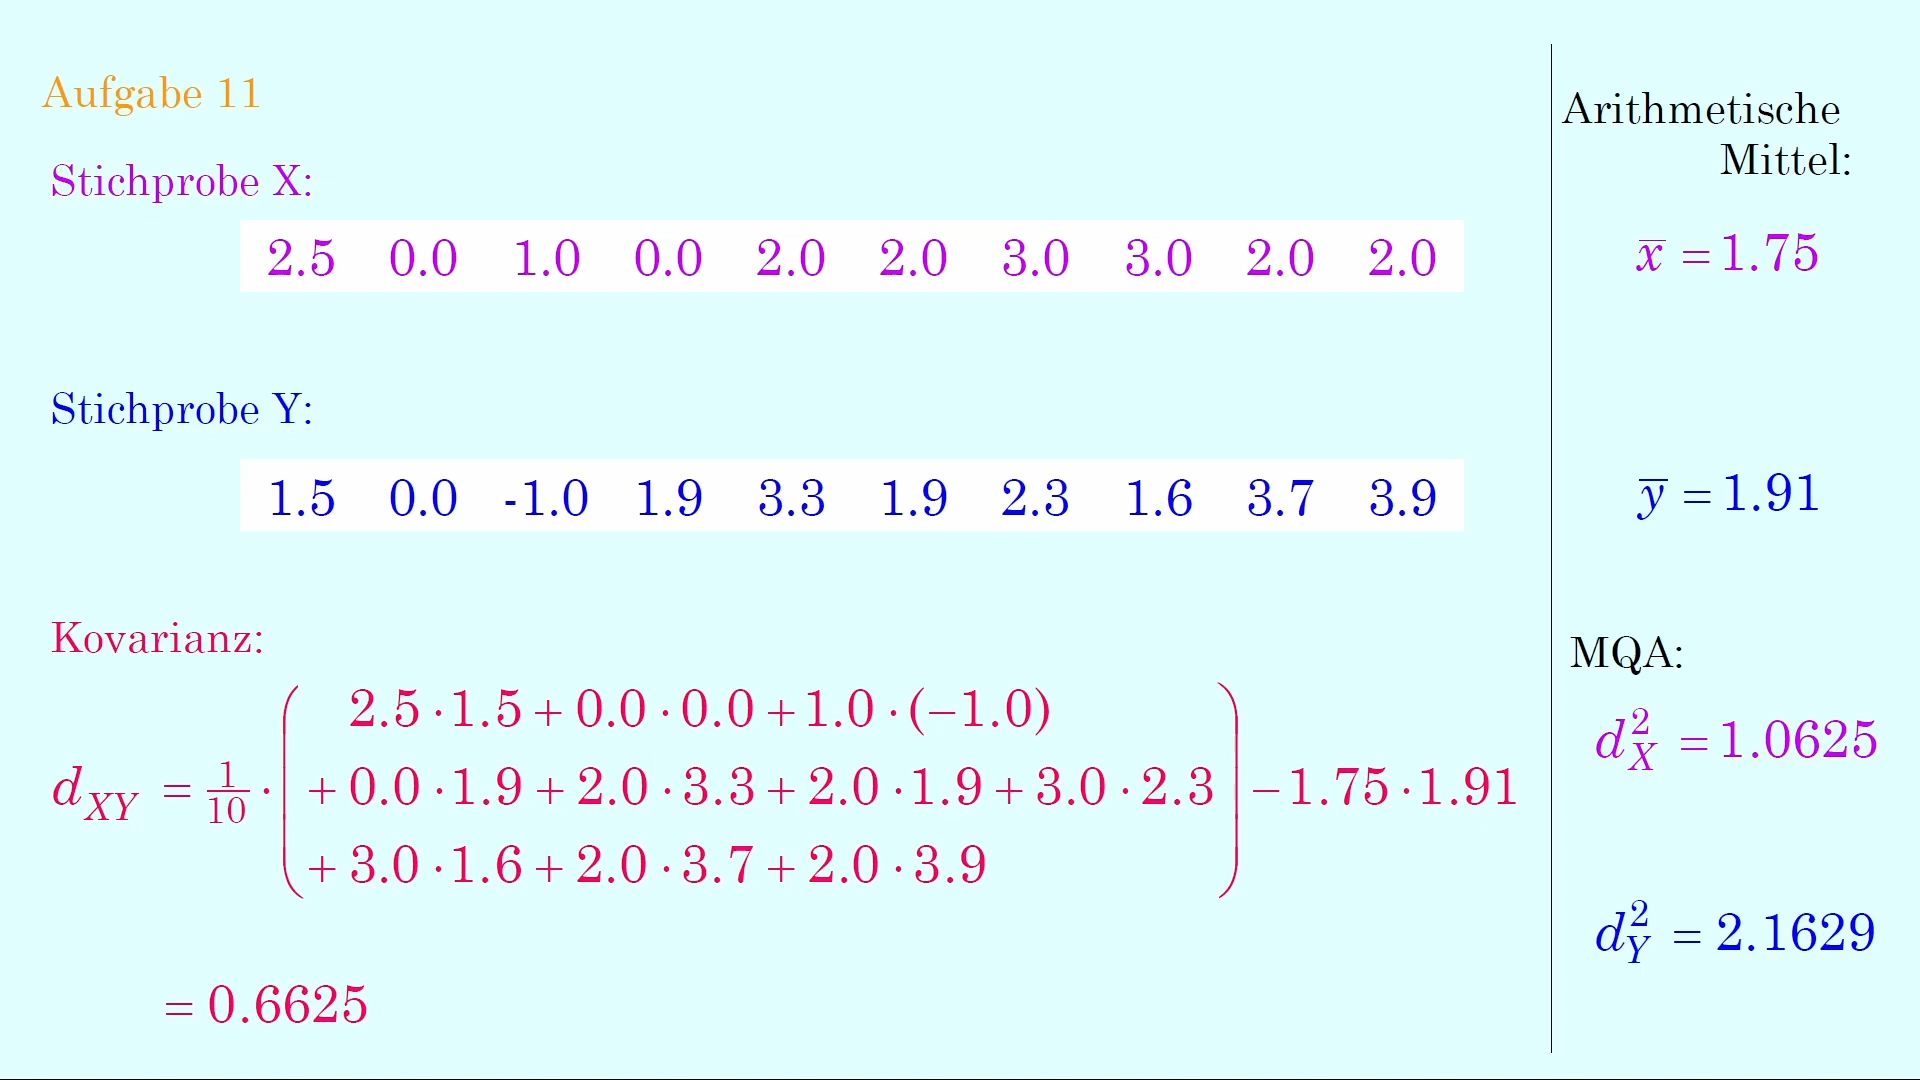 Aufgabe 11
Stichprobe X:
2.5 0.0 1.0 0.0 2.0 2.0 3.0 3.0 2.0 2.0
Stichprobe Y:
1.5 0.0 -1.0 1.9 3.3 1.9 2.3 1.6 3.7 3.9
Kovarianz:
2.5 · 1.5 + 0.0 · 0.0 + 1.0 · (−1.0)
d_XY = 1/10 · ( + 0.0 · 1.9 + 2.0 · 3.3 + 2.0 · 1.9 + 3.0 · 2.3 ) − 1.75 · 1.91
+ 3.0 · 1.6 + 2.0 · 3.7 + 2.0 · 3.9
= 0.6625
Arithmetische
Mittel:
x̅ = 1.75
y̅ = 1.91
MQA:
d²_X = 1.0625
d²_Y = 2.1629